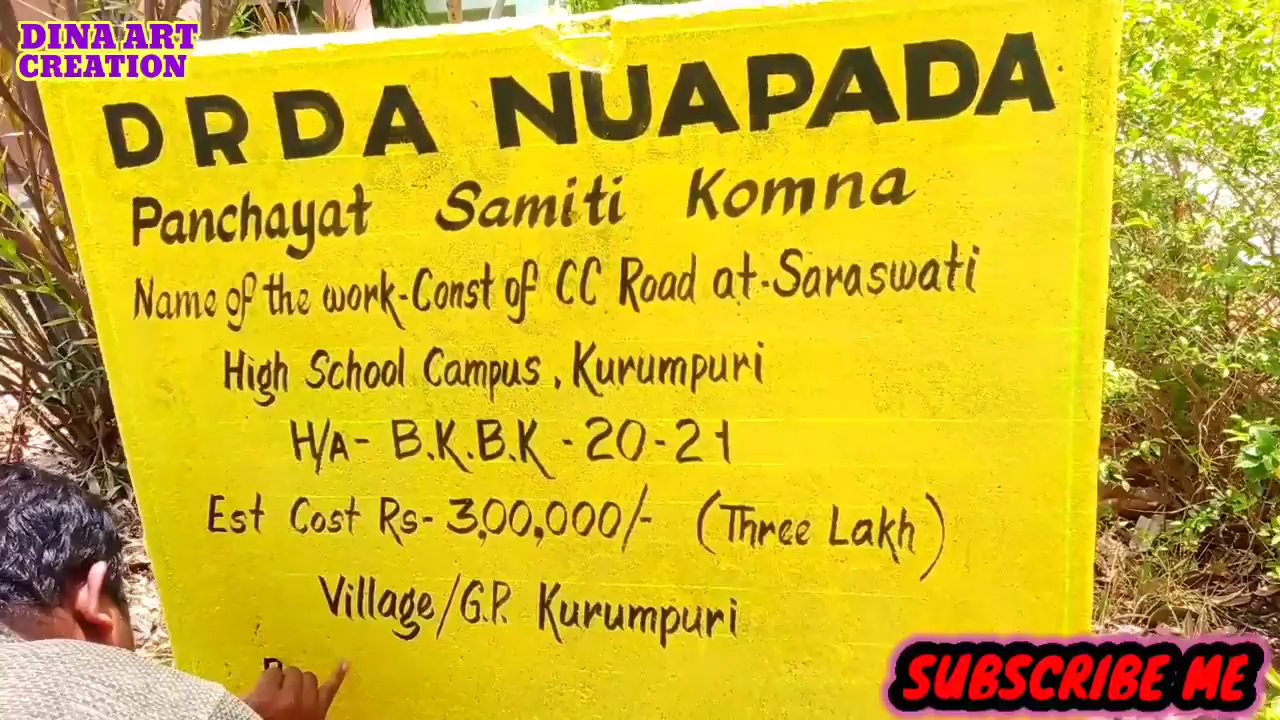 DINA ART
CREATION
DRDA NUAPADA
Panchayat Samiti Komna
Name of the work-Const of CC Road at-Saraswati
High School Campus, Kurumpuri
H/A- B.K.B.K -20-21
Est Cost Rs- 3,00,000/- (Three Lakh)
Village/G.P. Kurumpuri
SUBSCRIBE ME